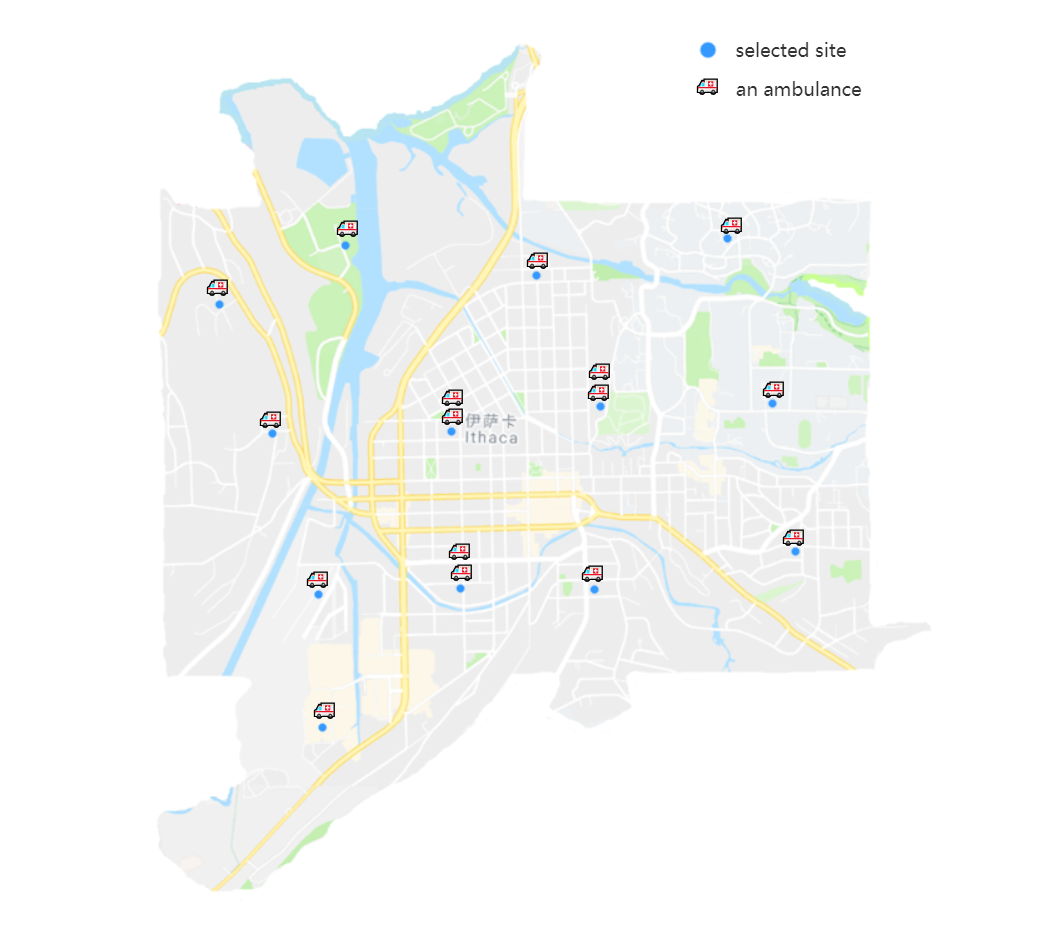 selected site
an ambulance
伊萨卡
Ithaca